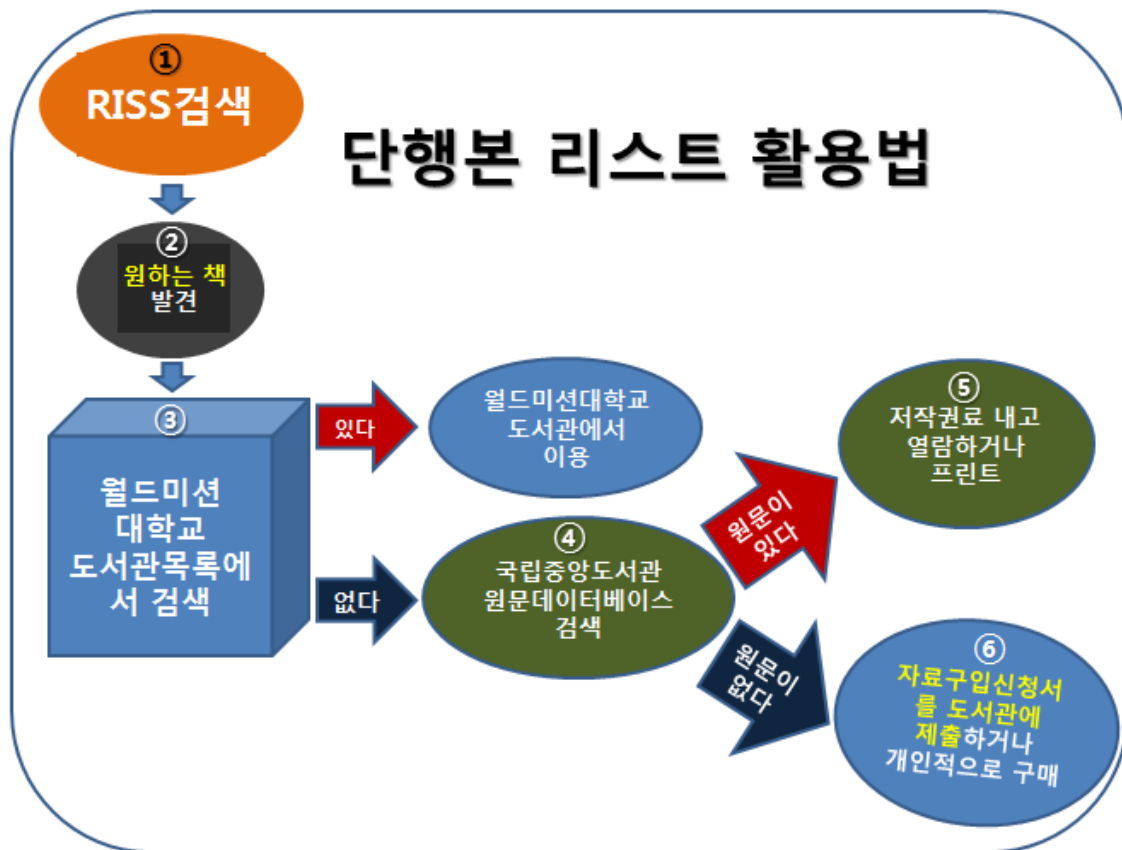 ①
RISS검색
단행본 리스트 활용법
②
원하는 책
발견
③
월드미션
대학교
도서관목록에
서 검색
있다
월드미션대학교
도서관에서
이용
없다
④
국립중앙도서관
원문데이터베이스
검색
원문이
있다
⑤
저작권료 내고
열람하거나
프린트
원문이
없다
⑥
자료구입신청서
를 도서관에
제출하거나
개인적으로 구매